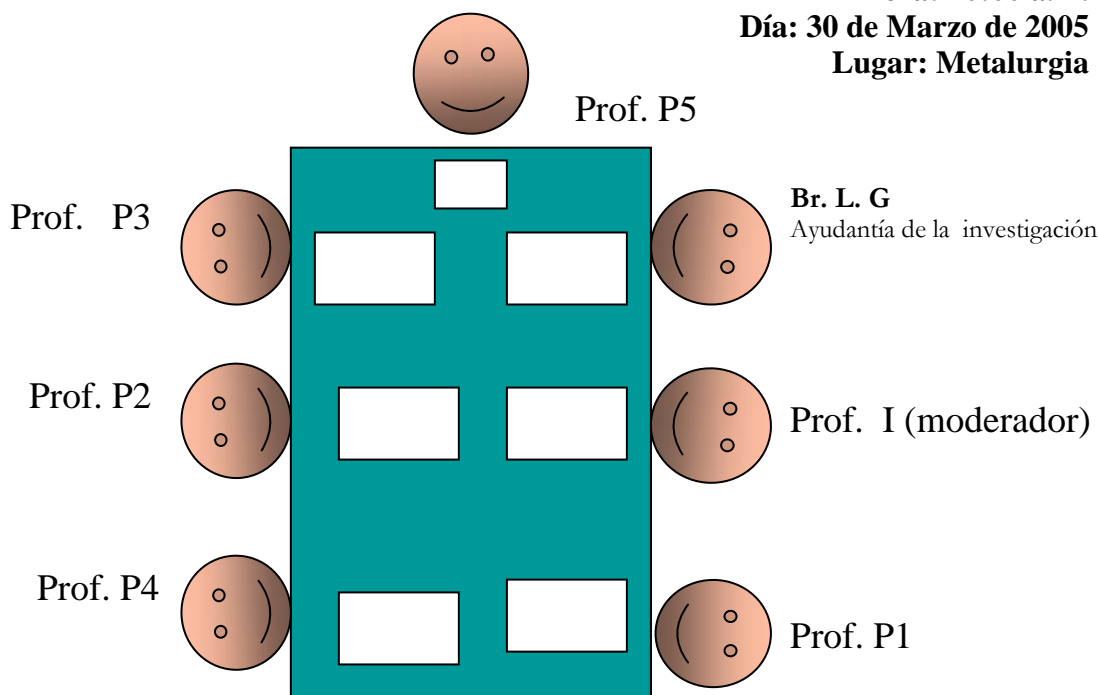 Día: 30 de Marzo de 2005
Lugar: Metalurgia
Prof. P5
Prof. P3
Br. L. G
Ayudantía de la investigación
Prof. P2
Prof. I (moderador)
Prof. P4
Prof. P1